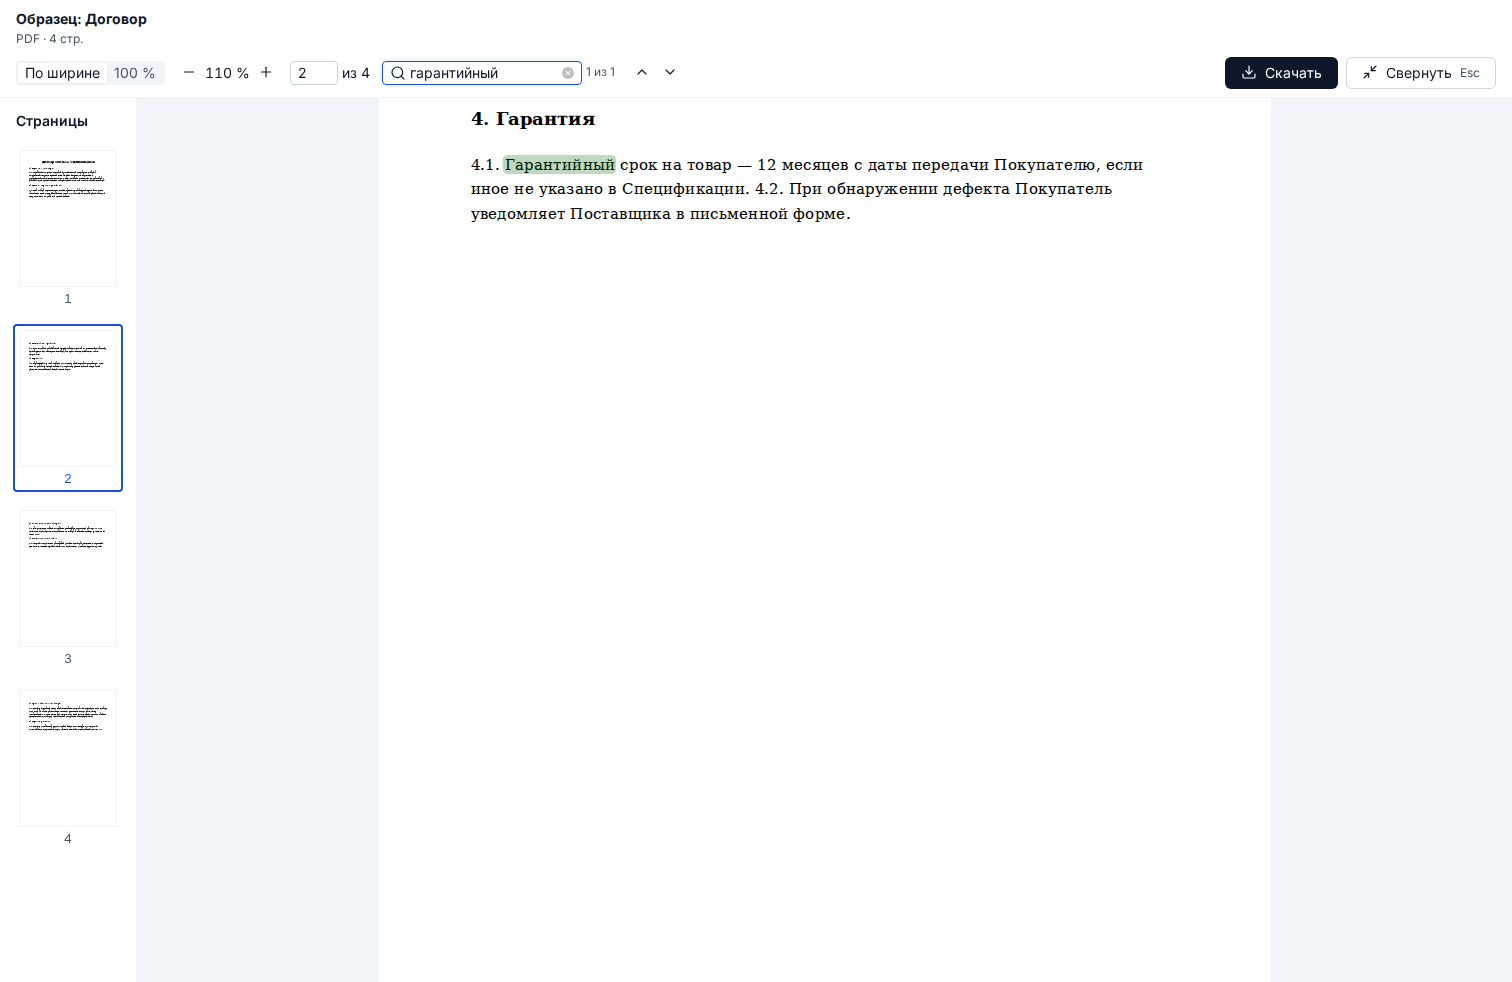 Образец: Договор
PDF · 4 стр.
По ширине 100 % 110 % 2 из 4 гарантийный 1 из 1 Скачать Свернуть Esc
Страницы
1
2
3
4
4. Гарантия
4.1. Гарантийный срок на товар — 12 месяцев с даты передачи Покупателю, если
иное не указано в Спецификации. 4.2. При обнаружении дефекта Покупатель
уведомляет Поставщика в письменной форме.